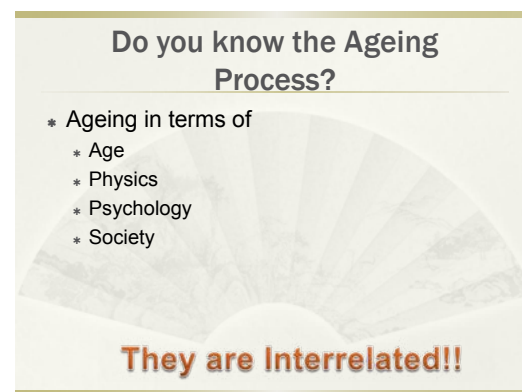 Do you know the Ageing
Process?
* Ageing in terms of
* Age
* Physics
* Psychology
* Society
They are Interrelated!!